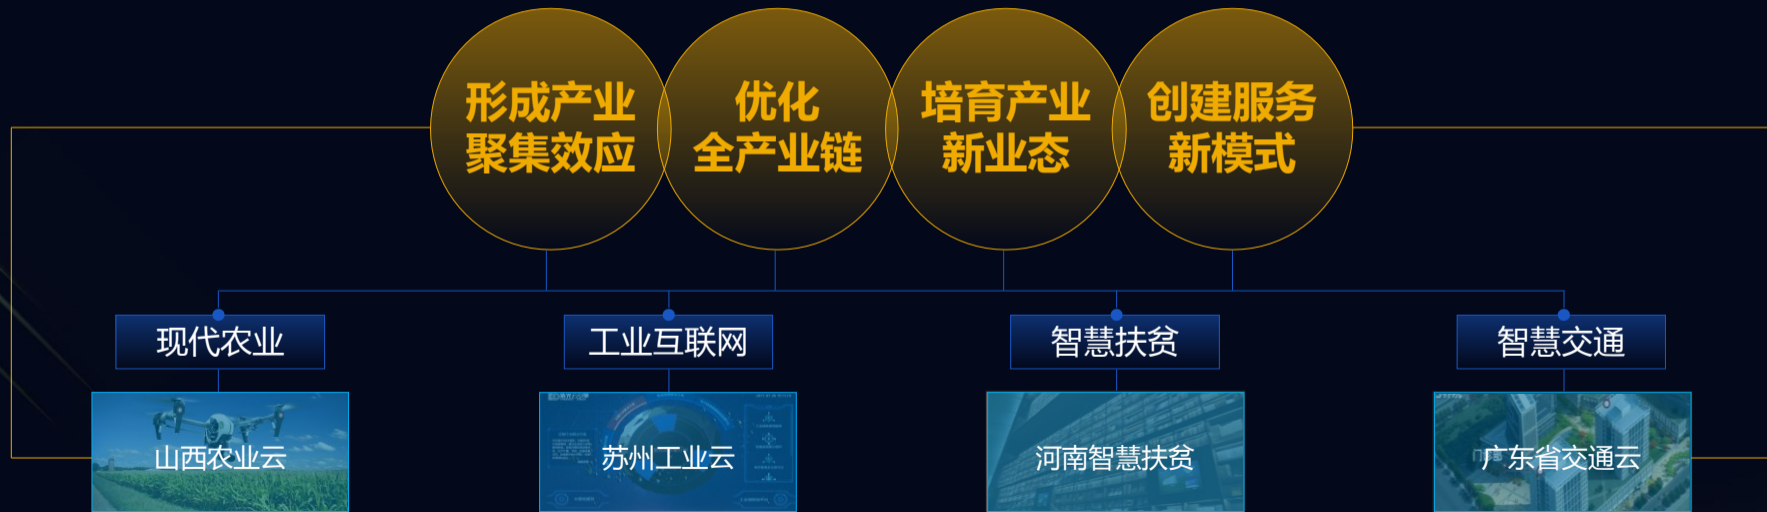 形成产业
聚集效应
优化
全产业链
培育产业
新业态
创建服务
新模式
现代农业
工业互联网
智慧扶贫
智慧交通
山西农业云
苏州工业云
河南智慧扶贫
广东省交通云